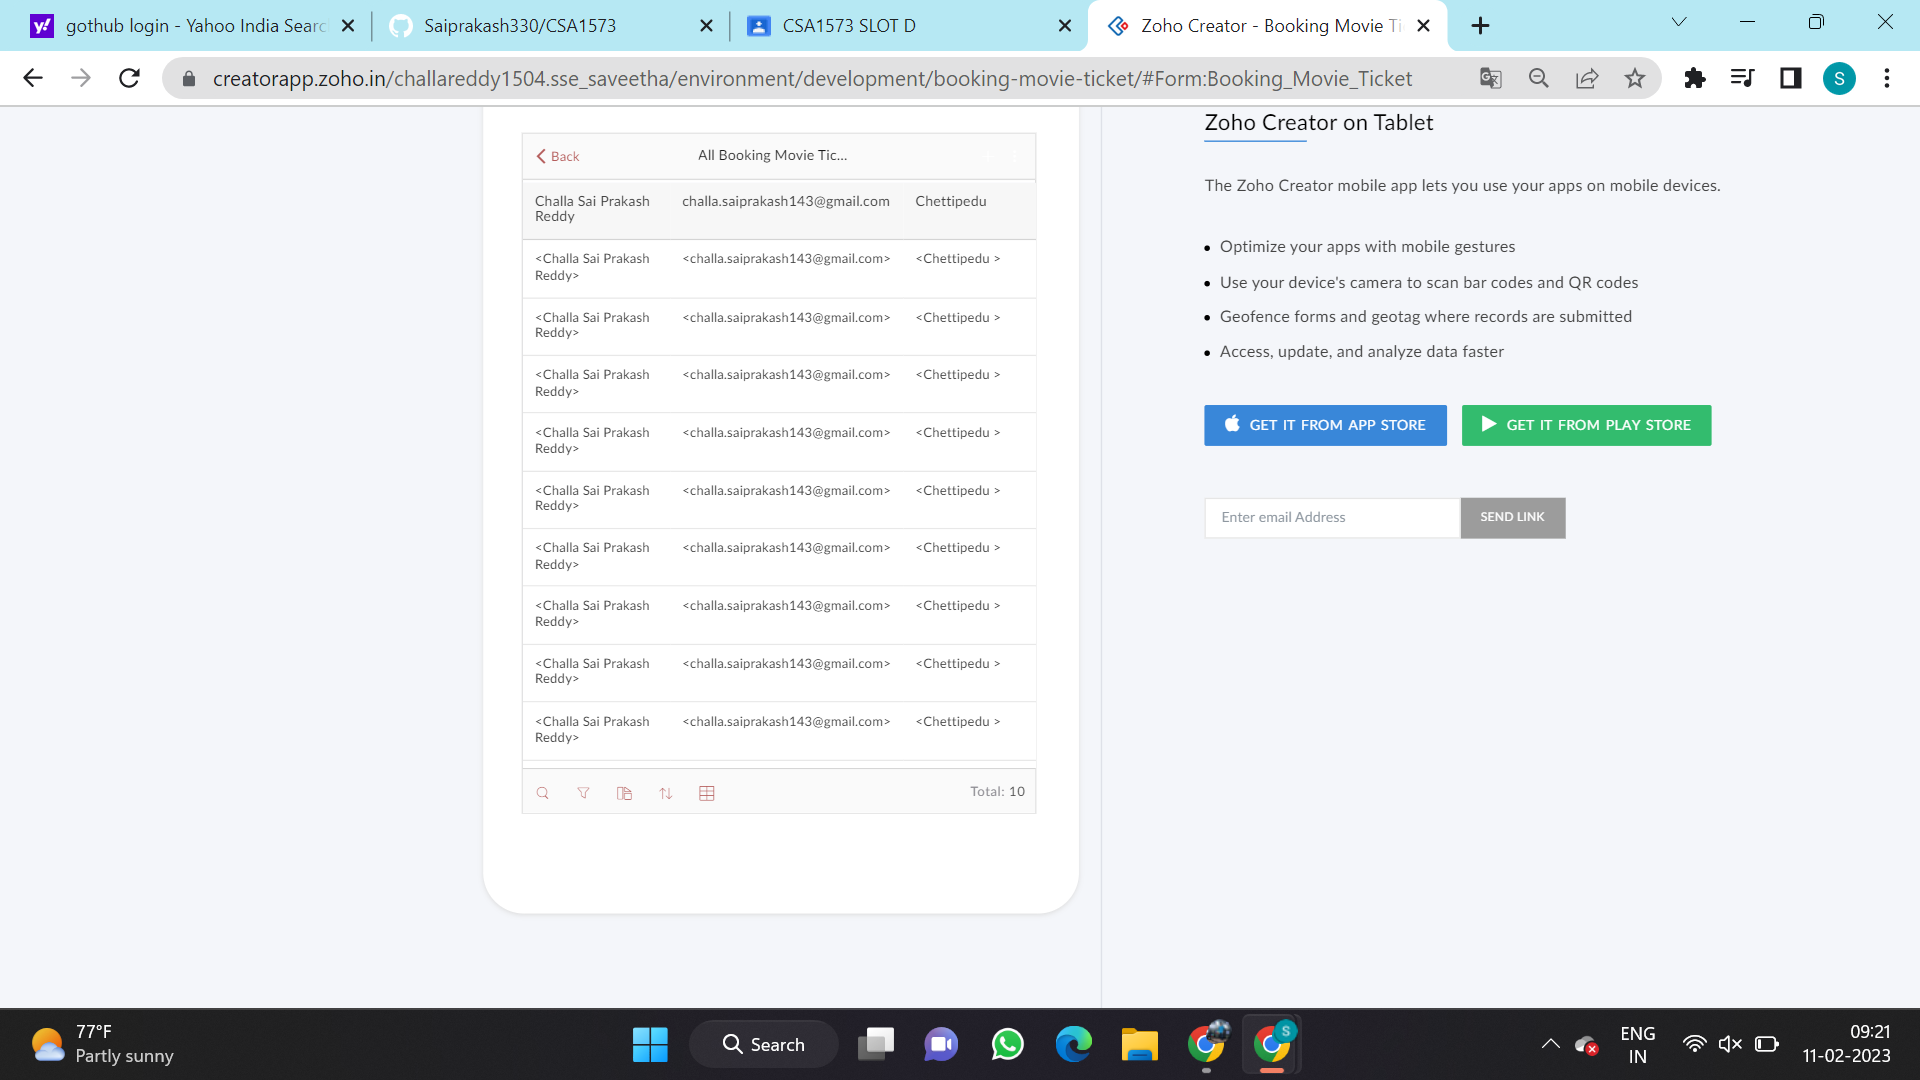 gothub login - Yahoo India Searc
Saiprakash330/CSA1573
CSA1573 SLOT D
Zoho Creator - Booking Movie Ti
creatorapp.zoho.in/challareddy1504.sse_saveetha/environment/development/booking-movie-ticket/#Form:Booking_Movie_Ticket
S
Back
All Booking Movie Tic...
Challa Sai Prakash Reddy challa.saiprakash143@gmail.com Chettipedu
<Challa Sai Prakash Reddy> <challa.saiprakash143@gmail.com> <Chettipedu >
<Challa Sai Prakash Reddy> <challa.saiprakash143@gmail.com> <Chettipedu >
<Challa Sai Prakash Reddy> <challa.saiprakash143@gmail.com> <Chettipedu >
<Challa Sai Prakash Reddy> <challa.saiprakash143@gmail.com> <Chettipedu >
<Challa Sai Prakash Reddy> <challa.saiprakash143@gmail.com> <Chettipedu >
<Challa Sai Prakash Reddy> <challa.saiprakash143@gmail.com> <Chettipedu >
<Challa Sai Prakash Reddy> <challa.saiprakash143@gmail.com> <Chettipedu >
<Challa Sai Prakash Reddy> <challa.saiprakash143@gmail.com> <Chettipedu >
<Challa Sai Prakash Reddy> <challa.saiprakash143@gmail.com> <Chettipedu >
Total: 10
Zoho Creator on Tablet
The Zoho Creator mobile app lets you use your apps on mobile devices.
Optimize your apps with mobile gestures
Use your device's camera to scan bar codes and QR codes
Geofence forms and geotag where records are submitted
Access, update, and analyze data faster
GET IT FROM APP STORE
GET IT FROM PLAY STORE
Enter email Address
SEND LINK
77°F
Partly sunny
Search
S
ENG
IN
09:21
11-02-2023